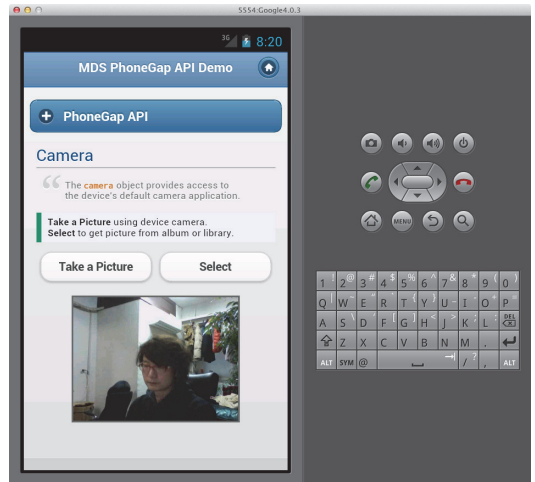 5554:Google4.0.3
3G 8:20
MDS PhoneGap API Demo
PhoneGap API
Camera
The camera object provides access to
the device's default camera application.
Take a Picture using device camera.
Select to get picture from album or library.
Take a Picture Select
MENU
1 ! 2 @ 3 # 4 $ 5 % 6 ^ 7 & 8 * 9 ( 0 )
Q | W ~ E " R ` T { Y } U _ I - O + P =
A S \ D ' F [ G ] H < J > K ; L : DEL
Z X C V B N M .
ALT SYM @ / ? , ALT